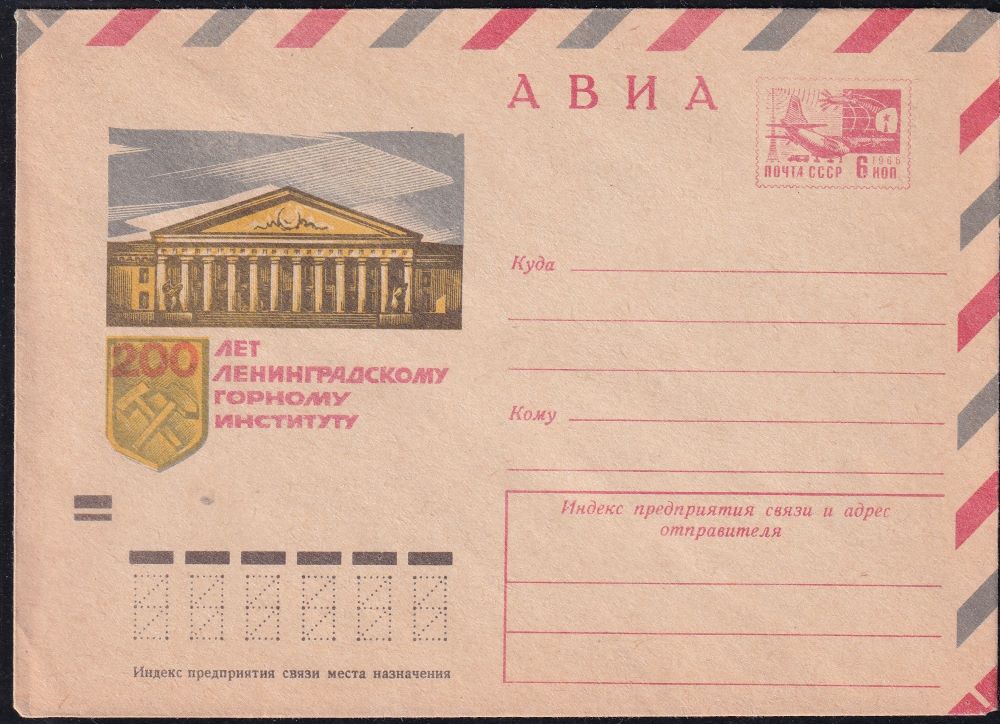 АВИА
1966
ПОЧТА СССР 6 КОП
200 ЛЕТ
ЛЕНИНГРАДСКОМУ
ГОРНОМУ
ИНСТИТУТУ
Куда
Кому
Индекс предприятия связи и адрес
отправителя
Индекс предприятия связи места назначения